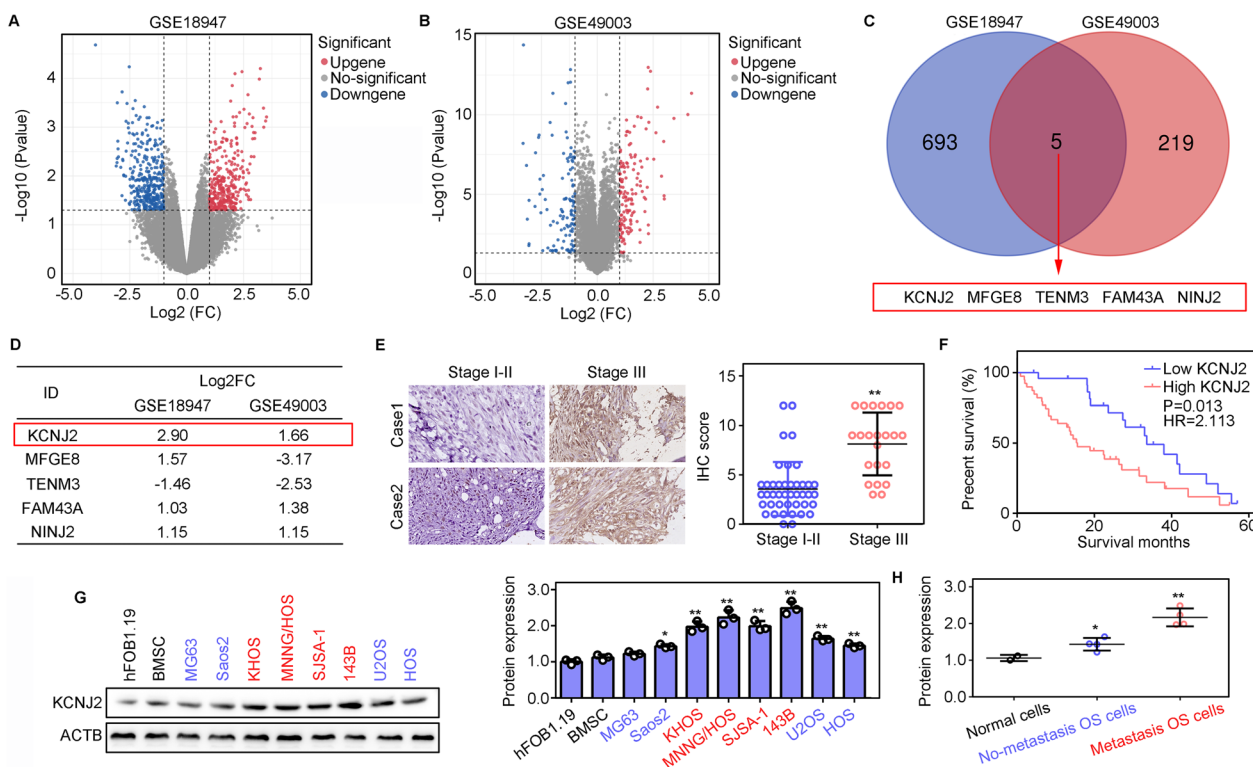 A
GSE18947
Significant
Upgene
No-significant
Downgene
-Log10 (Pvalue)
5
4
3
2
1
0
-5.0 -2.5 0.0 2.5 5.0
Log2 (FC)
B
GSE49003
Significant
Upgene
No-significant
Downgene
-Log10 (Pvalue)
15
10
5
0
-5.0 -2.5 0.0 2.5 5.0
Log2 (FC)
C
GSE18947 GSE49003
693 5 219
KCNJ2 MFGE8 TENM3 FAM43A NINJ2
D
ID Log2FC
GSE18947 GSE49003
KCNJ2 2.90 1.66
MFGE8 1.57 -3.17
TENM3 -1.46 -2.53
FAM43A 1.03 1.38
NINJ2 1.15 1.15
E
Stage I-II Stage III
Case1
Case2
IHC score
15
10
5
0
**
Stage I-II Stage III
F
Precent survival (%)
100
50
0
Low KCNJ2
High KCNJ2
P=0.013
HR=2.113
0 20 40 60
Survival months
G
hFOB1.19 BMSC MG63 Saos2 KHOS MNNG/HOS SJSA-1 143B U2OS HOS
KCNJ2
ACTB
Protein expression
3.0
2.0
1.0
0.0
* ** ** ** ** ** **
hFOB1.19 BMSC MG63 Saos2 KHOS MNNG/HOS SJSA-1 143B U2OS HOS
H
Protein expression
3.0
2.0
1.0
0.0
* **
Normal cells
No-metastasis OS cells
Metastasis OS cells